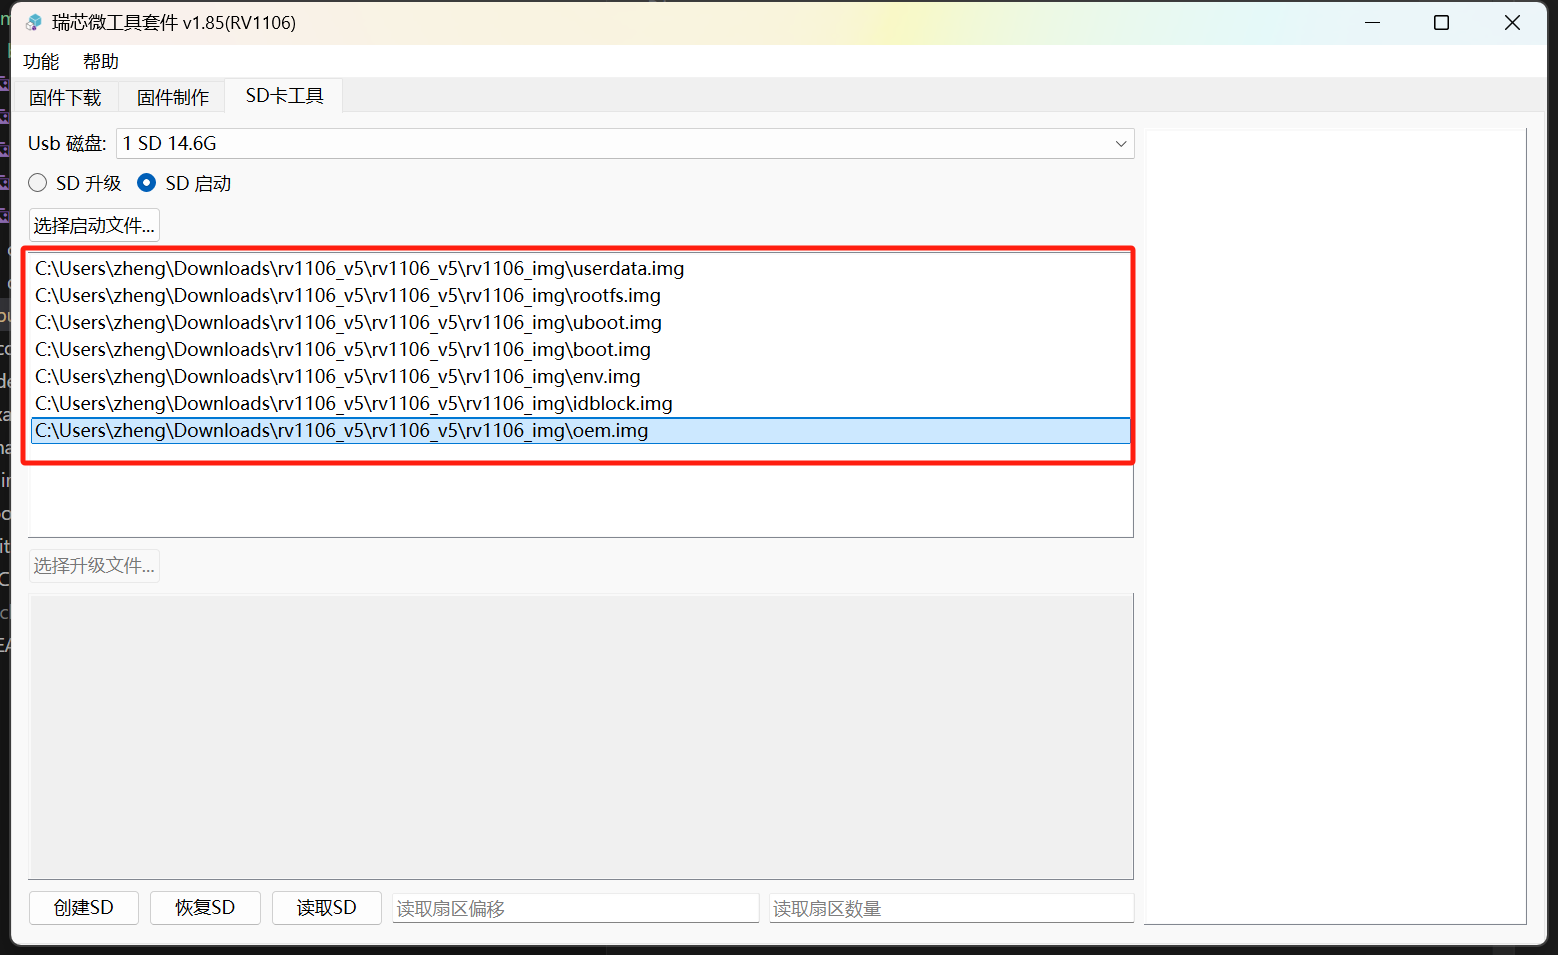 瑞芯微工具套件 v1.85(RV1106)
功能 帮助
固件下载 固件制作 SD卡工具
Usb 磁盘: 1 SD 14.6G
SD 升级 SD 启动
选择启动文件...
C:\Users\zheng\Downloads\rv1106_v5\rv1106_v5\rv1106_img\userdata.img
C:\Users\zheng\Downloads\rv1106_v5\rv1106_v5\rv1106_img\rootfs.img
C:\Users\zheng\Downloads\rv1106_v5\rv1106_v5\rv1106_img\uboot.img
C:\Users\zheng\Downloads\rv1106_v5\rv1106_v5\rv1106_img\boot.img
C:\Users\zheng\Downloads\rv1106_v5\rv1106_v5\rv1106_img\env.img
C:\Users\zheng\Downloads\rv1106_v5\rv1106_v5\rv1106_img\idblock.img
C:\Users\zheng\Downloads\rv1106_v5\rv1106_v5\rv1106_img\oem.img
选择升级文件...
创建SD 恢复SD 读取SD 读取扇区偏移 读取扇区数量